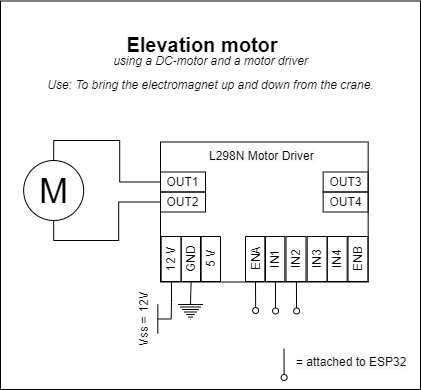 Elevation motor
using a DC-motor and a motor driver
Use: To bring the electromagnet up and down from the crane.
L298N Motor Driver
M
OUT1
OUT3
OUT2
OUT4
12 V
GND
5 V
ENA
IN1
IN2
IN3
IN4
ENB
Vss = 12V
= attached to ESP32